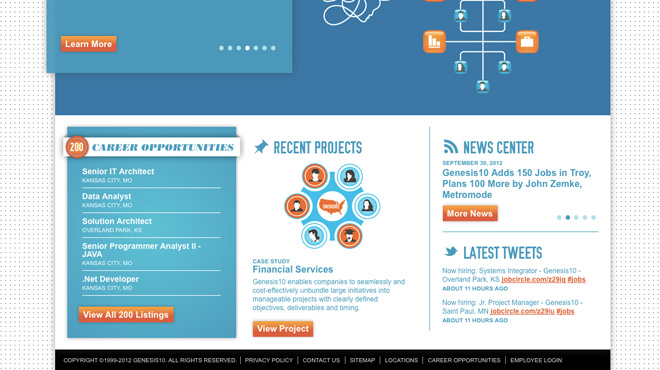 Learn More
200
CAREER OPPORTUNITIES
Senior IT Architect
KANSAS CITY, MO
Data Analyst
KANSAS CITY, MO
Solution Architect
OVERLAND PARK, KS
Senior Programmer Analyst II -
JAVA
KANSAS CITY, MO
.Net Developer
KANSAS CITY, MO
View All 200 Listings
RECENT PROJECTS
CASE STUDY
Financial Services
Genesis10 enables companies to seamlessly and
cost-effectively unbundle large initiatives into
manageable projects with clearly defined
objectives, deliverables and timing.
View Project
NEWS CENTER
SEPTEMBER 30, 2012
Genesis10 Adds 150 Jobs in Troy,
Plans 100 More by John Zemke,
Metromode
More News
LATEST TWEETS
Now hiring: Systems Integrator - Genesis10 -
Overland Park, KS jobcircle.com/z29iq #jobs
ABOUT 11 HOURS AGO
Now hiring: Jr. Project Manager - Genesis10 -
Saint Paul, MN jobcircle.com/z29iu #jobs
ABOUT 11 HOURS AGO
COPYRIGHT ©1999-2012 GENESIS10. ALL RIGHTS RESERVED. | PRIVACY POLICY | CONTACT US | SITEMAP | LOCATIONS | CAREER OPPORTUNITIES | EMPLOYEE LOGIN